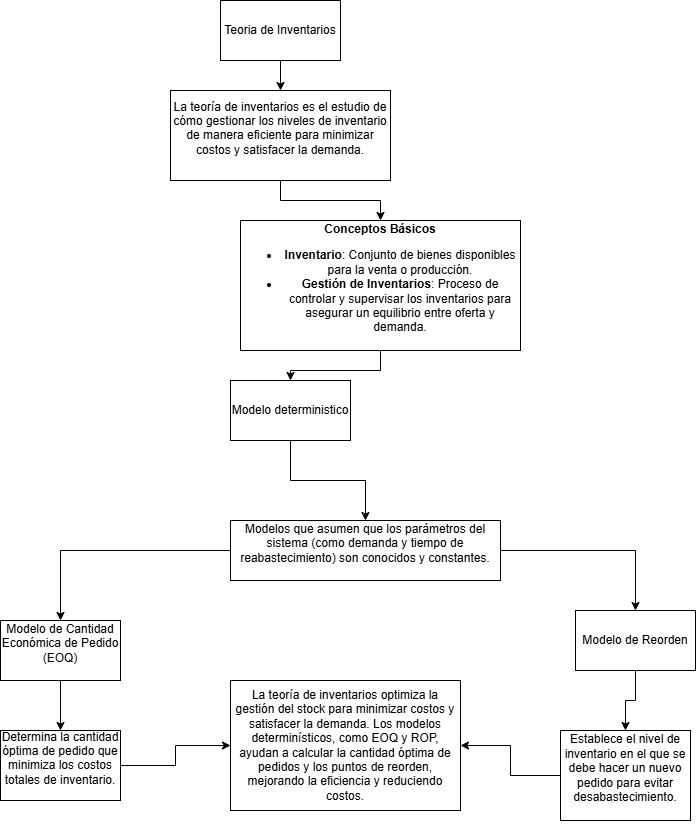 Teoria de Inventarios
La teoría de inventarios es el estudio de
cómo gestionar los niveles de inventario
de manera eficiente para minimizar
costos y satisfacer la demanda.
Conceptos Básicos
• Inventario: Conjunto de bienes disponibles
para la venta o producción.
• Gestión de Inventarios: Proceso de
controlar y supervisar los inventarios para
asegurar un equilibrio entre oferta y
demanda.
Modelo deterministico
Modelos que asumen que los parámetros del
sistema (como demanda y tiempo de
reabastecimiento) son conocidos y constantes.
Modelo de Cantidad
Económica de Pedido
(EOQ)
Modelo de Reorden
Determina la cantidad
óptima de pedido que
minimiza los costos
totales de inventario.
La teoría de inventarios optimiza la
gestión del stock para minimizar costos y
satisfacer la demanda. Los modelos
determinísticos, como EOQ y ROP,
ayudan a calcular la cantidad óptima de
pedidos y los puntos de reorden,
mejorando la eficiencia y reduciendo
costos.
Establece el nivel de
inventario en el que se
debe hacer un nuevo
pedido para evitar
desabastecimiento.